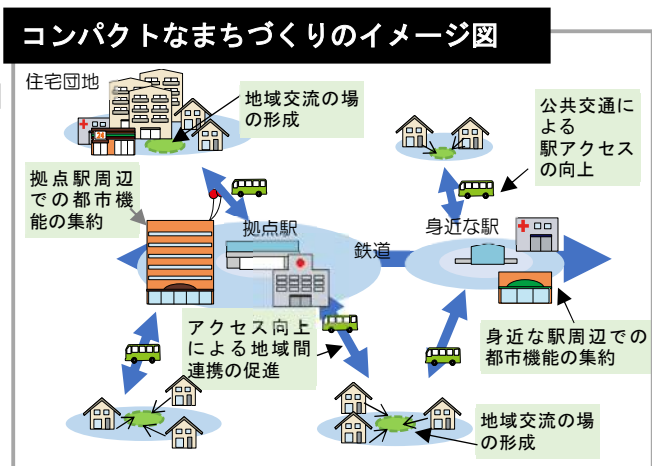 コンパクトなまちづくりのイメージ図
住宅団地
地域交流の場
の形成
公共交通に
よる
駅アクセス
の向上
拠点駅周辺
での都市機
能の集約
拠点駅
鉄道
身近な駅
アクセス向上
による地域間
連携の促進
身近な駅周辺での
都市機能の集約
地域交流の場
の形成